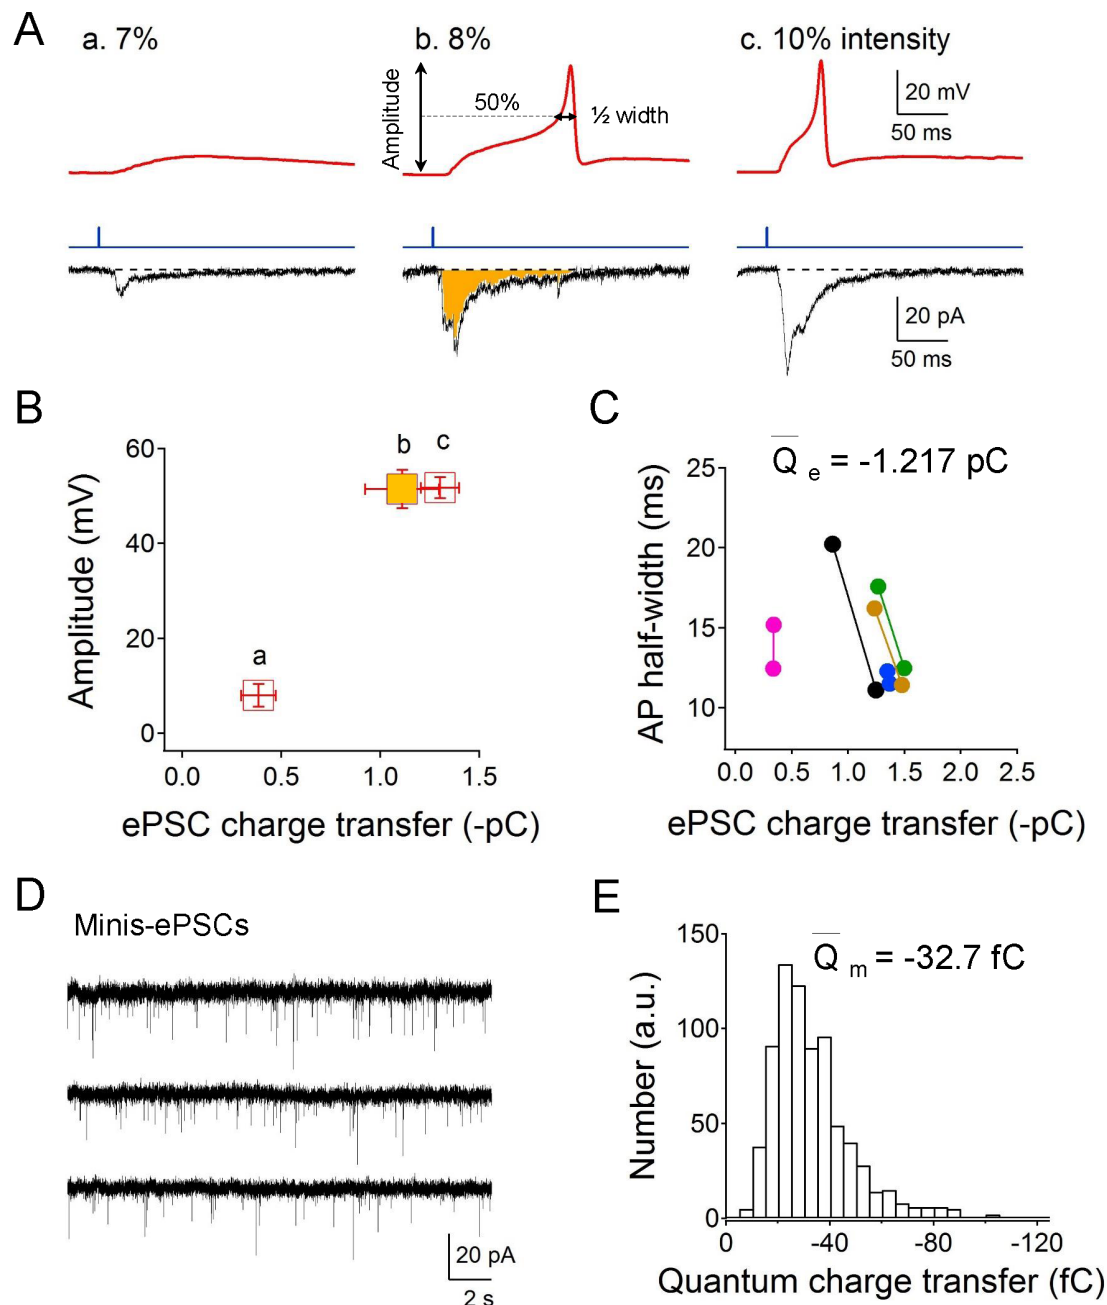 A
a. 7%
b. 8%
c. 10% intensity
Amplitude
50%
½ width
20 mV
50 ms
20 pA
50 ms
B
60
40
20
0
Amplitude (mV)
a
b
c
0.0 0.5 1.0 1.5
ePSC charge transfer (-pC)
C
Q e = -1.217 pC
25
20
15
10
AP half-width (ms)
0.0 0.5 1.0 1.5 2.0 2.5
ePSC charge transfer (-pC)
D
Minis-ePSCs
20 pA
2 s
E
Q m = -32.7 fC
150
100
50
0
Number (a.u.)
0 -40 -80 -120
Quantum charge transfer (fC)